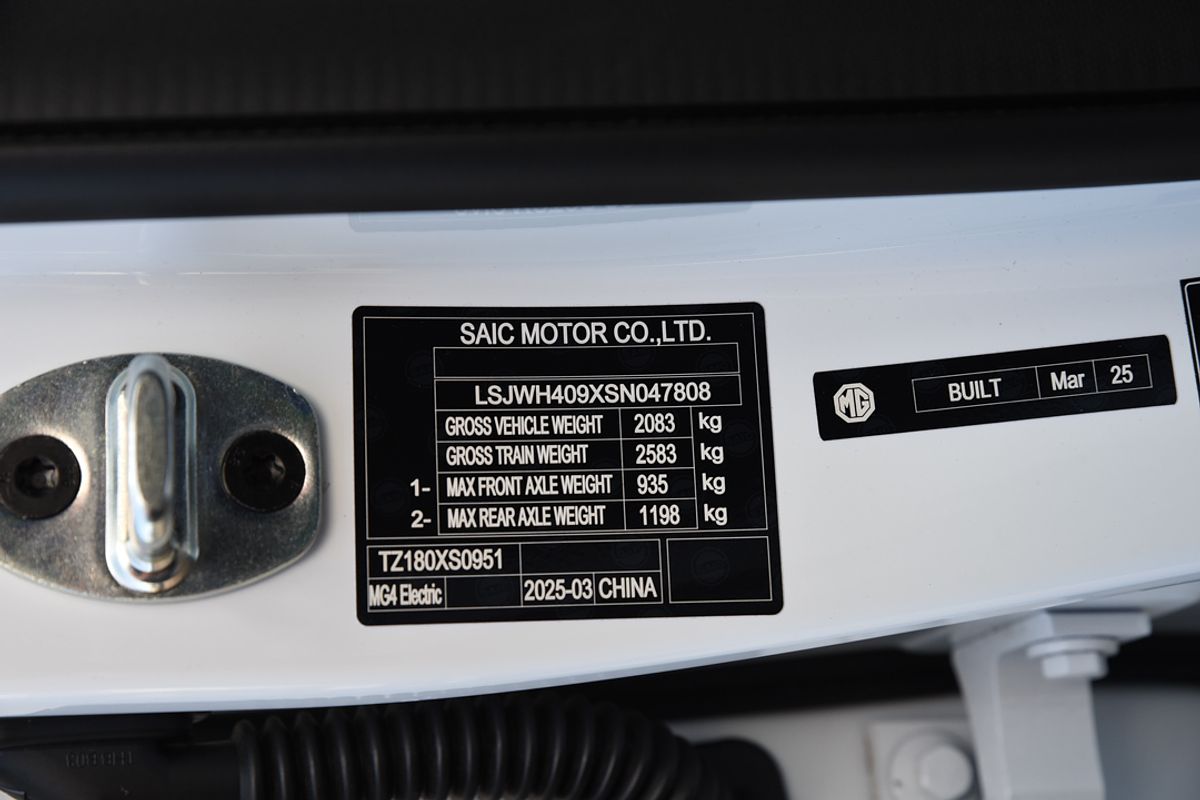 SAIC MOTOR CO.,LTD.
LSJWH409XSN047808
GROSS VEHICLE WEIGHT 2083 kg
GROSS TRAIN WEIGHT 2583 kg
1- MAX FRONT AXLE WEIGHT 935 kg
2- MAX REAR AXLE WEIGHT 1198 kg
TZ180XS0951
MG4 Electric 2025-03 CHINA
MG BUILT Mar 25